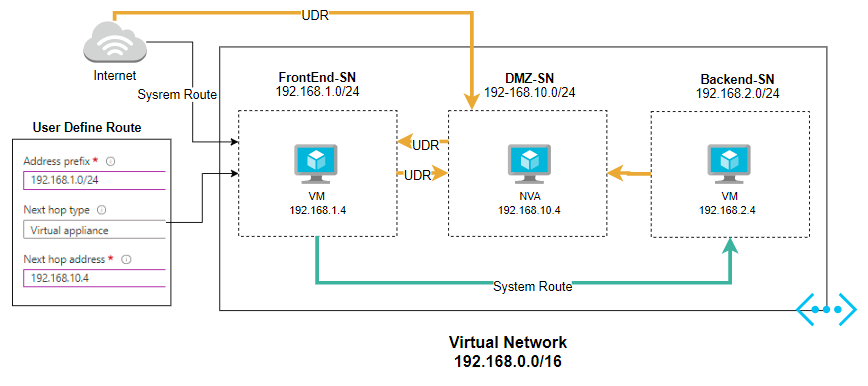 UDR
Internet
Sysrem Route
FrontEnd-SN
192.168.1.0/24
DMZ-SN
192-168.10.0/24
Backend-SN
192.168.2.0/24
User Define Route
Address prefix *
192.168.1.0/24
Next hop type
Virtual appliance
Next hop address *
192.168.10.4
UDR
UDR
VM
192.168.1.4
NVA
192.168.10.4
VM
192.168.2.4
System Route
Virtual Network
192.168.0.0/16